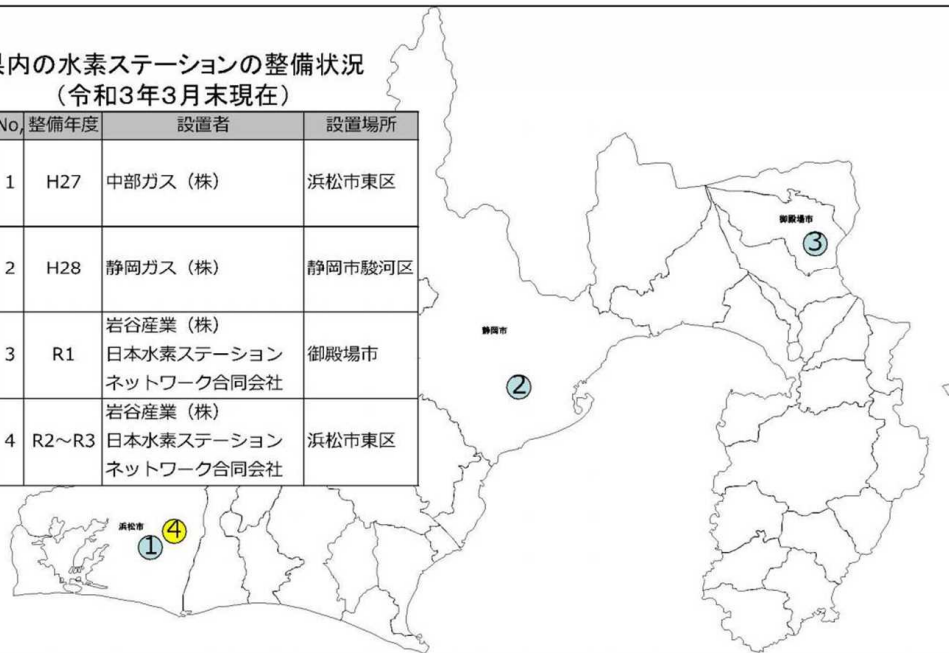 県内の水素ステーションの整備状況
（令和3年3月末現在）
No, 整備年度 設置者 設置場所
1 H27 中部ガス（株） 浜松市東区
2 H28 静岡ガス（株） 静岡市駿河区
3 R1 岩谷産業（株）
日本水素ステーション
ネットワーク合同会社 御殿場市
4 R2～R3 岩谷産業（株）
日本水素ステーション
ネットワーク合同会社 浜松市東区
御殿場市
3
静岡市
2
浜松市
4
1